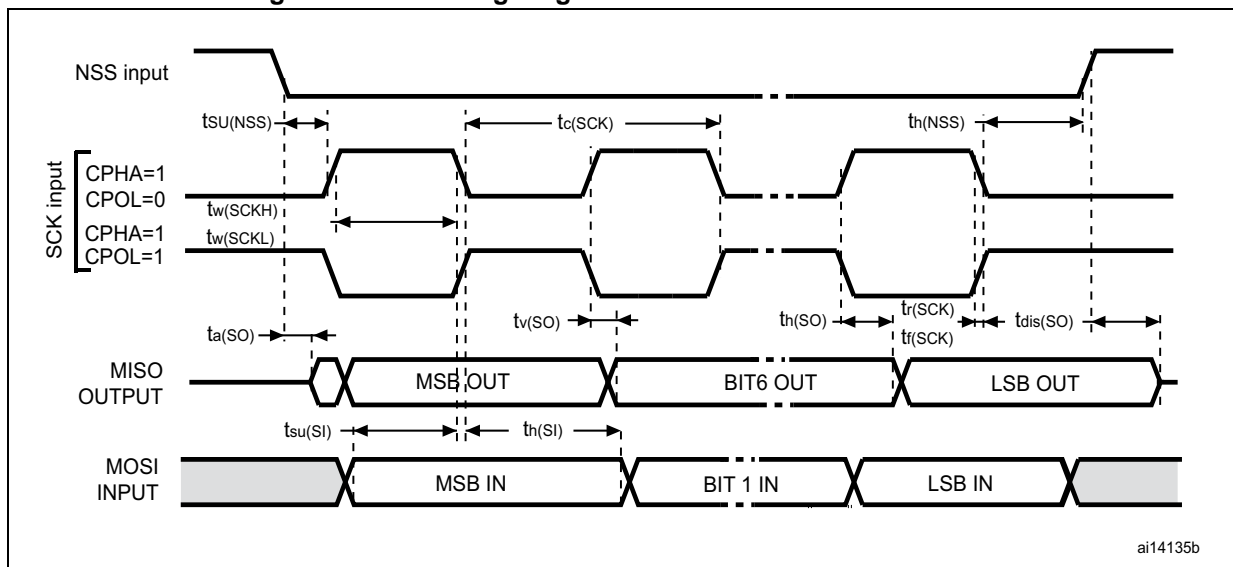 NSS input
tSU(NSS)
tc(SCK)
th(NSS)
SCK input
CPHA=1
CPOL=0
tw(SCKH)
CPHA=1
tw(SCKL)
CPOL=1
ta(SO)
tv(SO)
th(SO)
tr(SCK)
tf(SCK)
tdis(SO)
MISO
OUTPUT
MSB OUT
BIT6 OUT
LSB OUT
tsu(SI)
th(SI)
MOSI
INPUT
MSB IN
BIT 1 IN
LSB IN
ai14135b